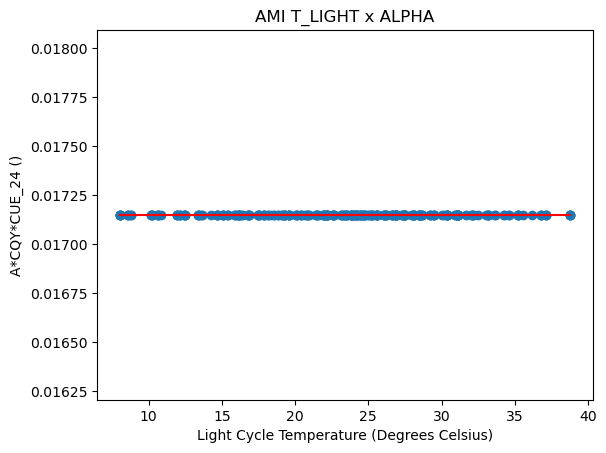 AMI T_LIGHT x ALPHA
0.01800
0.01775
0.01750
0.01725
0.01700
0.01675
0.01650
0.01625
A*CQY*CUE_24 ()
10 15 20 25 30 35 40
Light Cycle Temperature (Degrees Celsius)